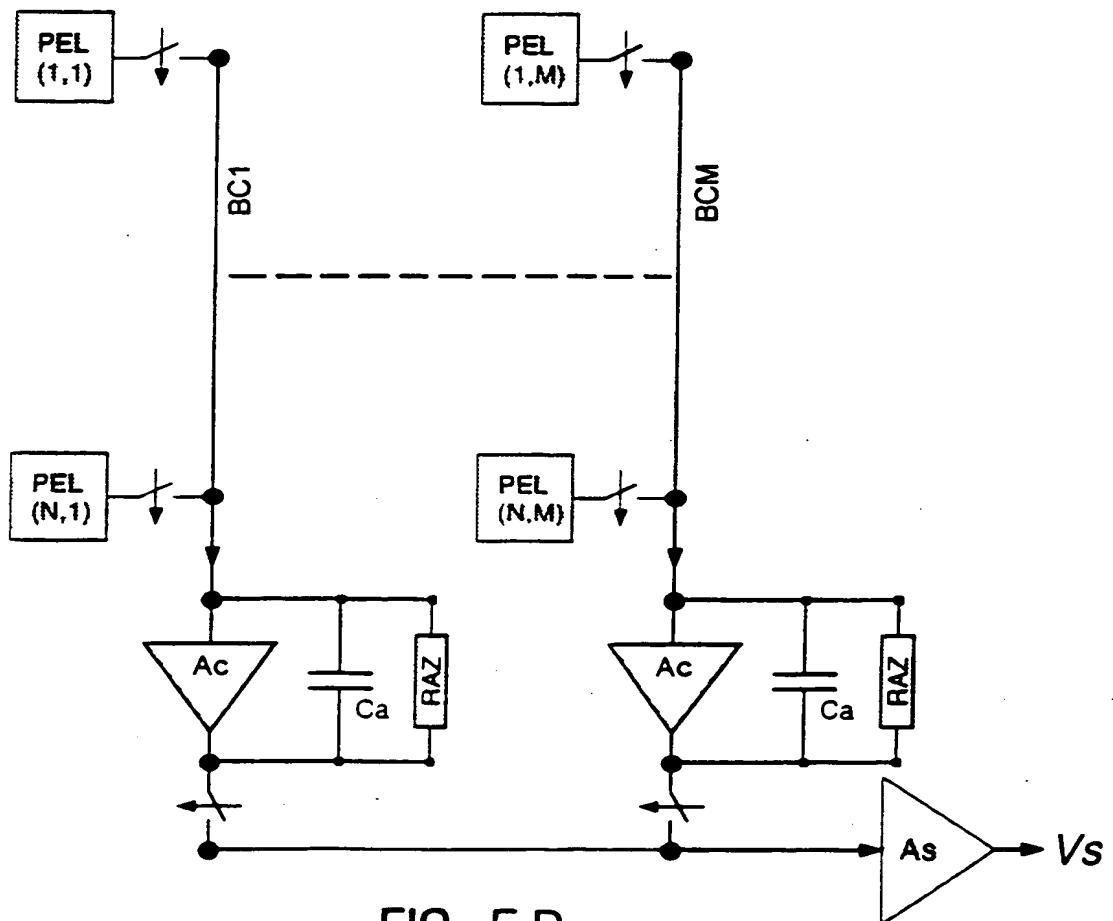 PEL
(1,1)
PEL
(1,M)
BC1
BCM
PEL
(N,1)
PEL
(N,M)
Ac
Ca
RAZ
Ac
Ca
RAZ
As
Vs